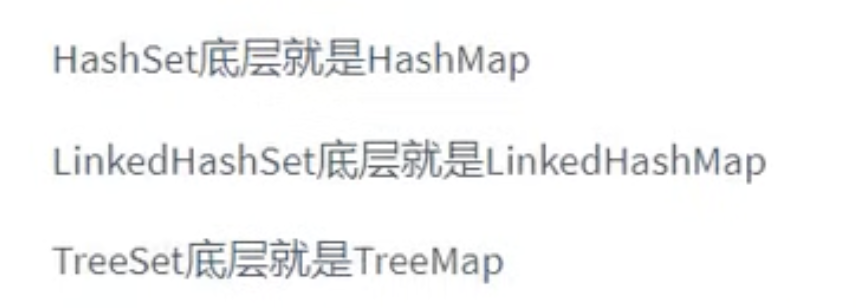 HashSet底层就是HashMap
LinkedHashSet底层就是LinkedHashMap
TreeSet底层就是TreeMap